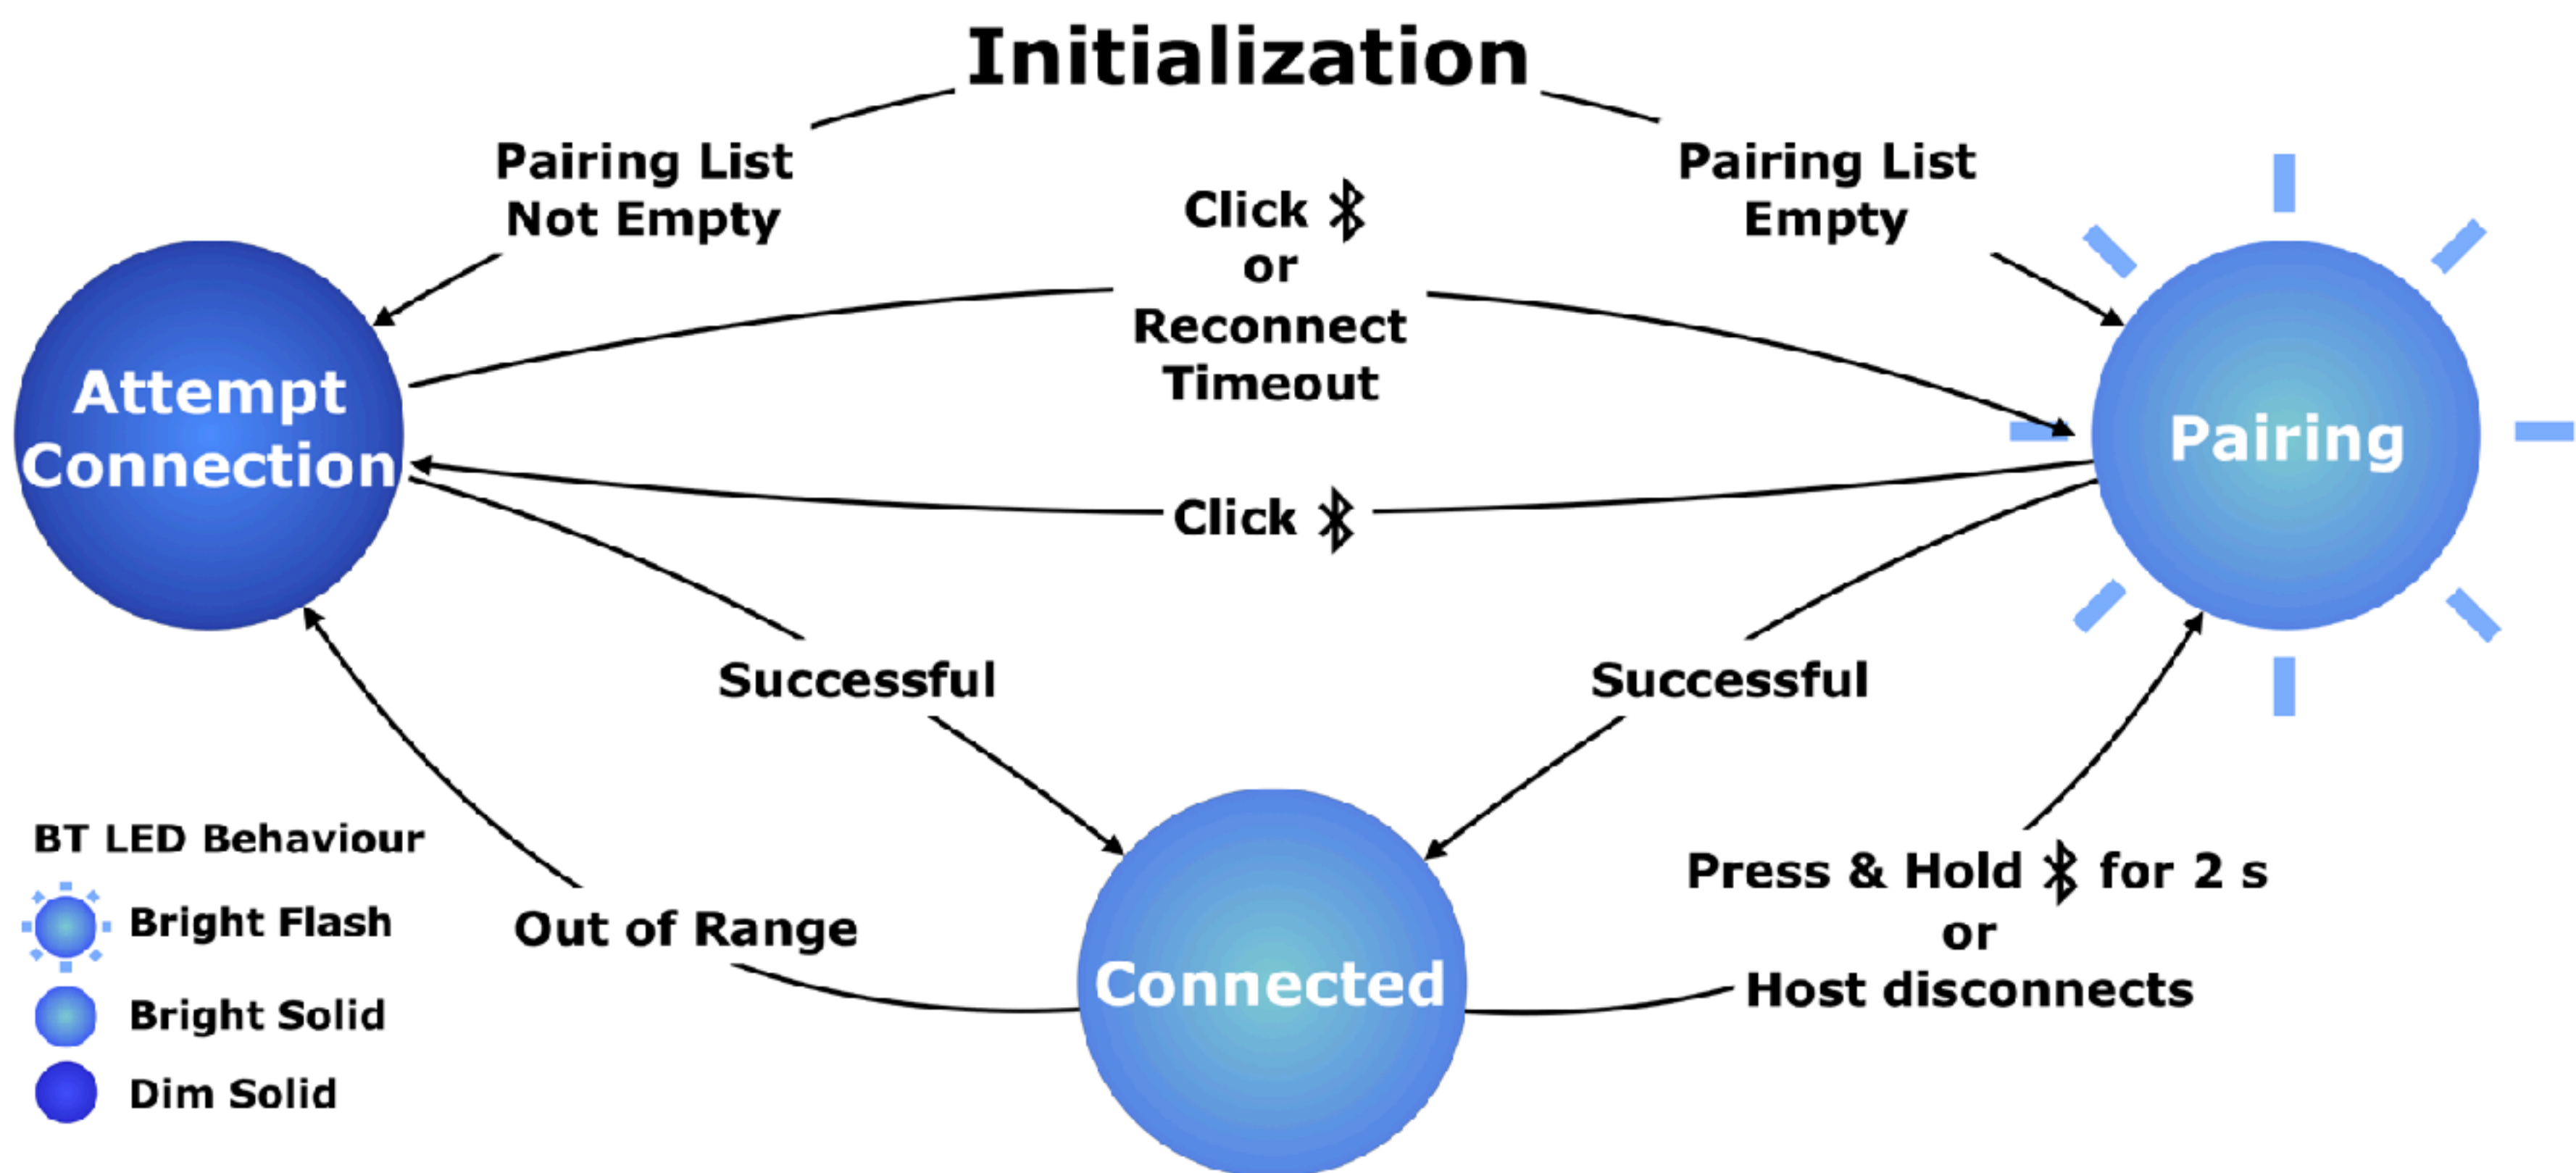 Initialization
Pairing List
Not Empty
Pairing List
Empty
Click
or
Reconnect
Timeout
Attempt
Connection
Pairing
Click
Successful
Successful
BT LED Behaviour
Bright Flash
Bright Solid
Dim Solid
Out of Range
Connected
Press & Hold for 2 s
or
Host disconnects